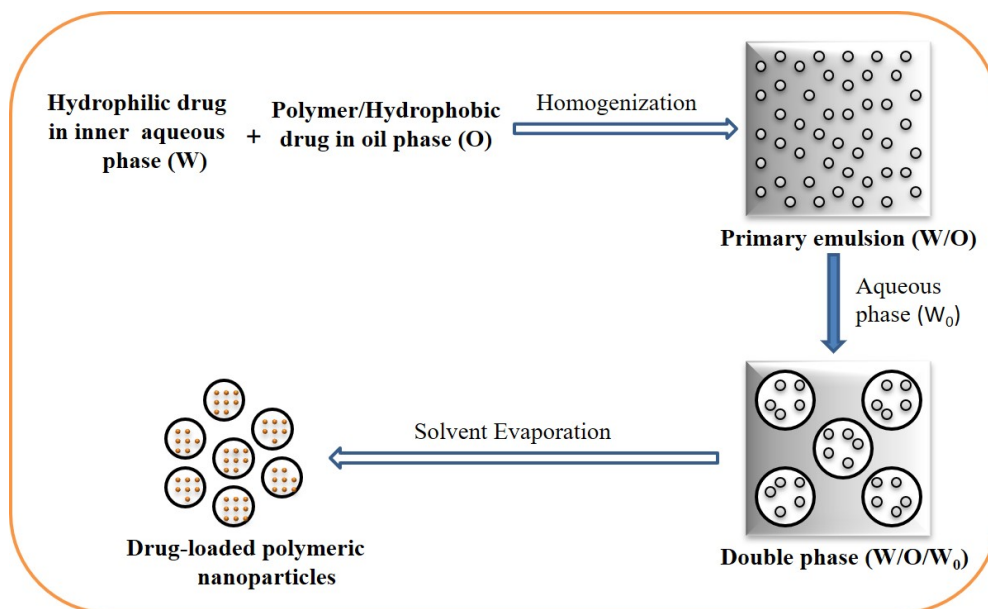 Hydrophilic drug
in inner aqueous
phase (W)
+
Polymer/Hydrophobic
drug in oil phase (O)
Homogenization
Primary emulsion (W/O)
Aqueous
phase (W₀)
Double phase (W/O/W₀)
Solvent Evaporation
Drug-loaded polymeric
nanoparticles